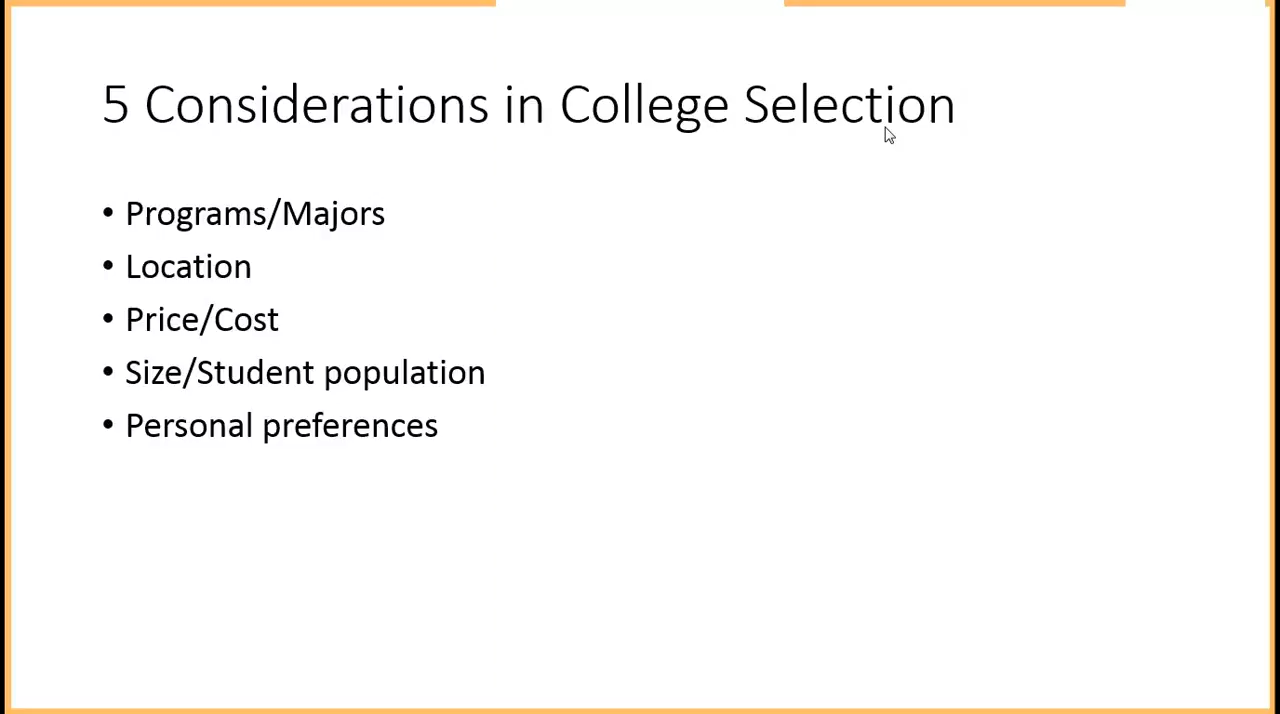 5 Considerations in College Selection
• Programs/Majors
• Location
• Price/Cost
• Size/Student population
• Personal preferences